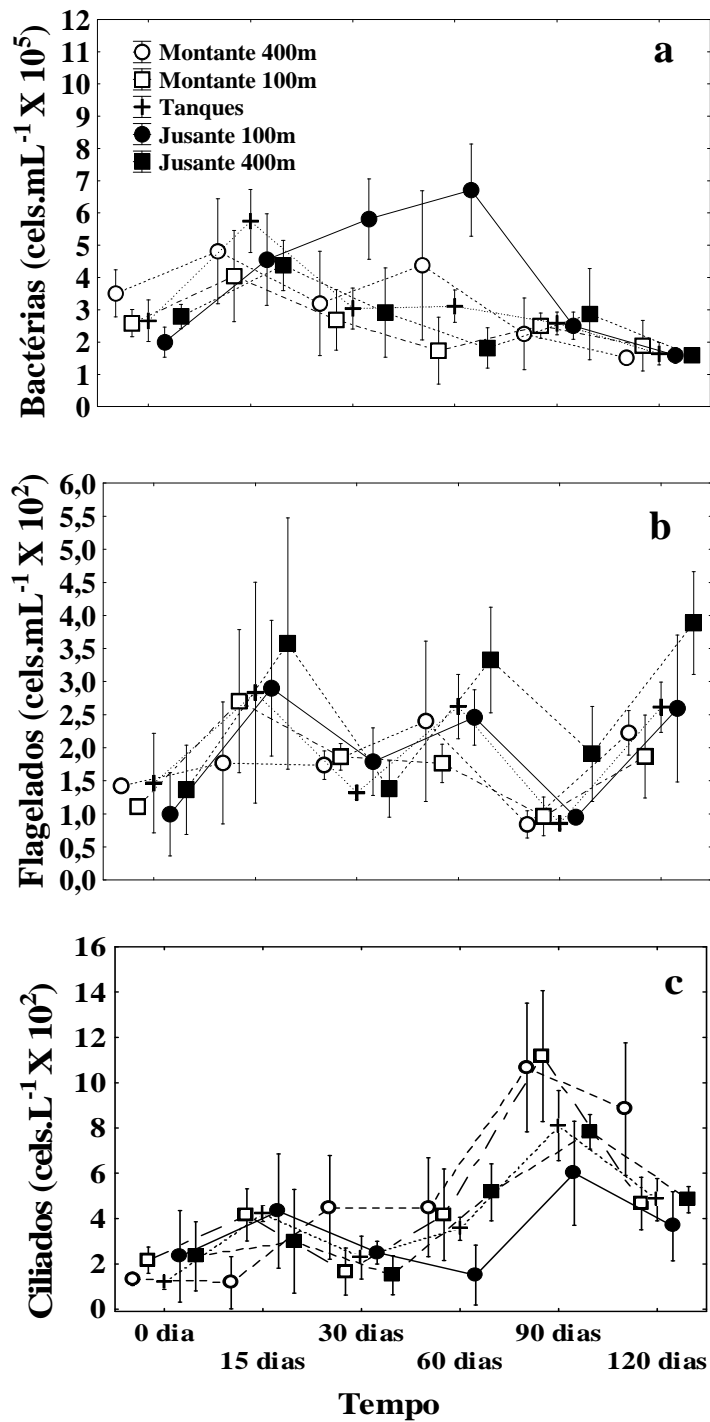 12
11
10
9
8
7
6
5
4
3
2
1
0
Bactérias (cels.mL-1 X 105)
a
Montante 400m
Montante 100m
Tanques
Jusante 100m
Jusante 400m
6,0
5,5
5,0
4,5
4,0
3,5
3,0
2,5
2,0
1,5
1,0
0,5
0,0
Flagelados (cels.mL-1 X 102)
b
16
14
12
10
8
6
4
2
0
Ciliados (cels.L-1 X 102)
c
0 dia
15 dias
30 dias
60 dias
90 dias
120 dias
Tempo